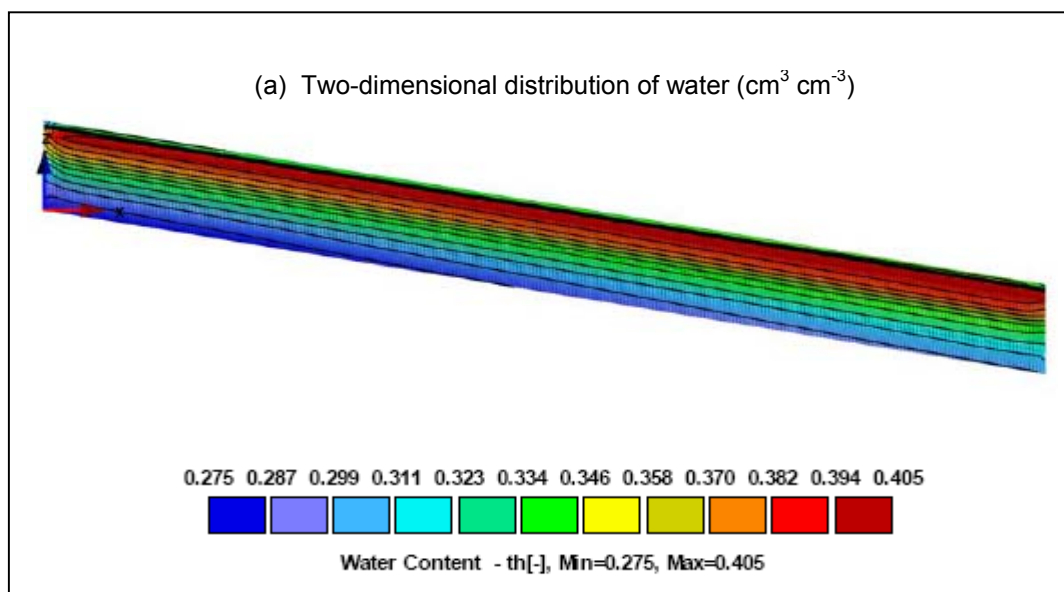 (a) Two-dimensional distribution of water (cm³ cm⁻³)
z
x
0.275 0.287 0.299 0.311 0.323 0.334 0.346 0.358 0.370 0.382 0.394 0.405
Water Content - th[-], Min=0.275, Max=0.405